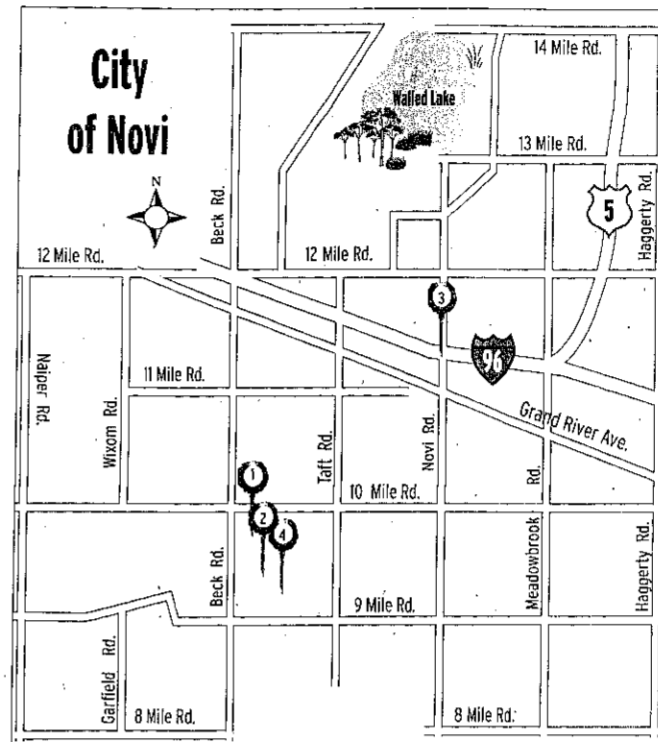 City
of Novi
N
Walled Lake
14 Mile Rd.
13 Mile Rd.
5
Haggerty Rd.
Beck Rd.
12 Mile Rd.
12 Mile Rd.
3
96
Naiper Rd.
Wixom Rd.
11 Mile Rd.
Grand River Ave.
Taft Rd.
Novi Rd.
1
10 Mile Rd.
2
4
Meadowbrook Rd.
Haggerty Rd.
Beck Rd.
9 Mile Rd.
Garfield Rd.
8 Mile Rd.
8 Mile Rd.